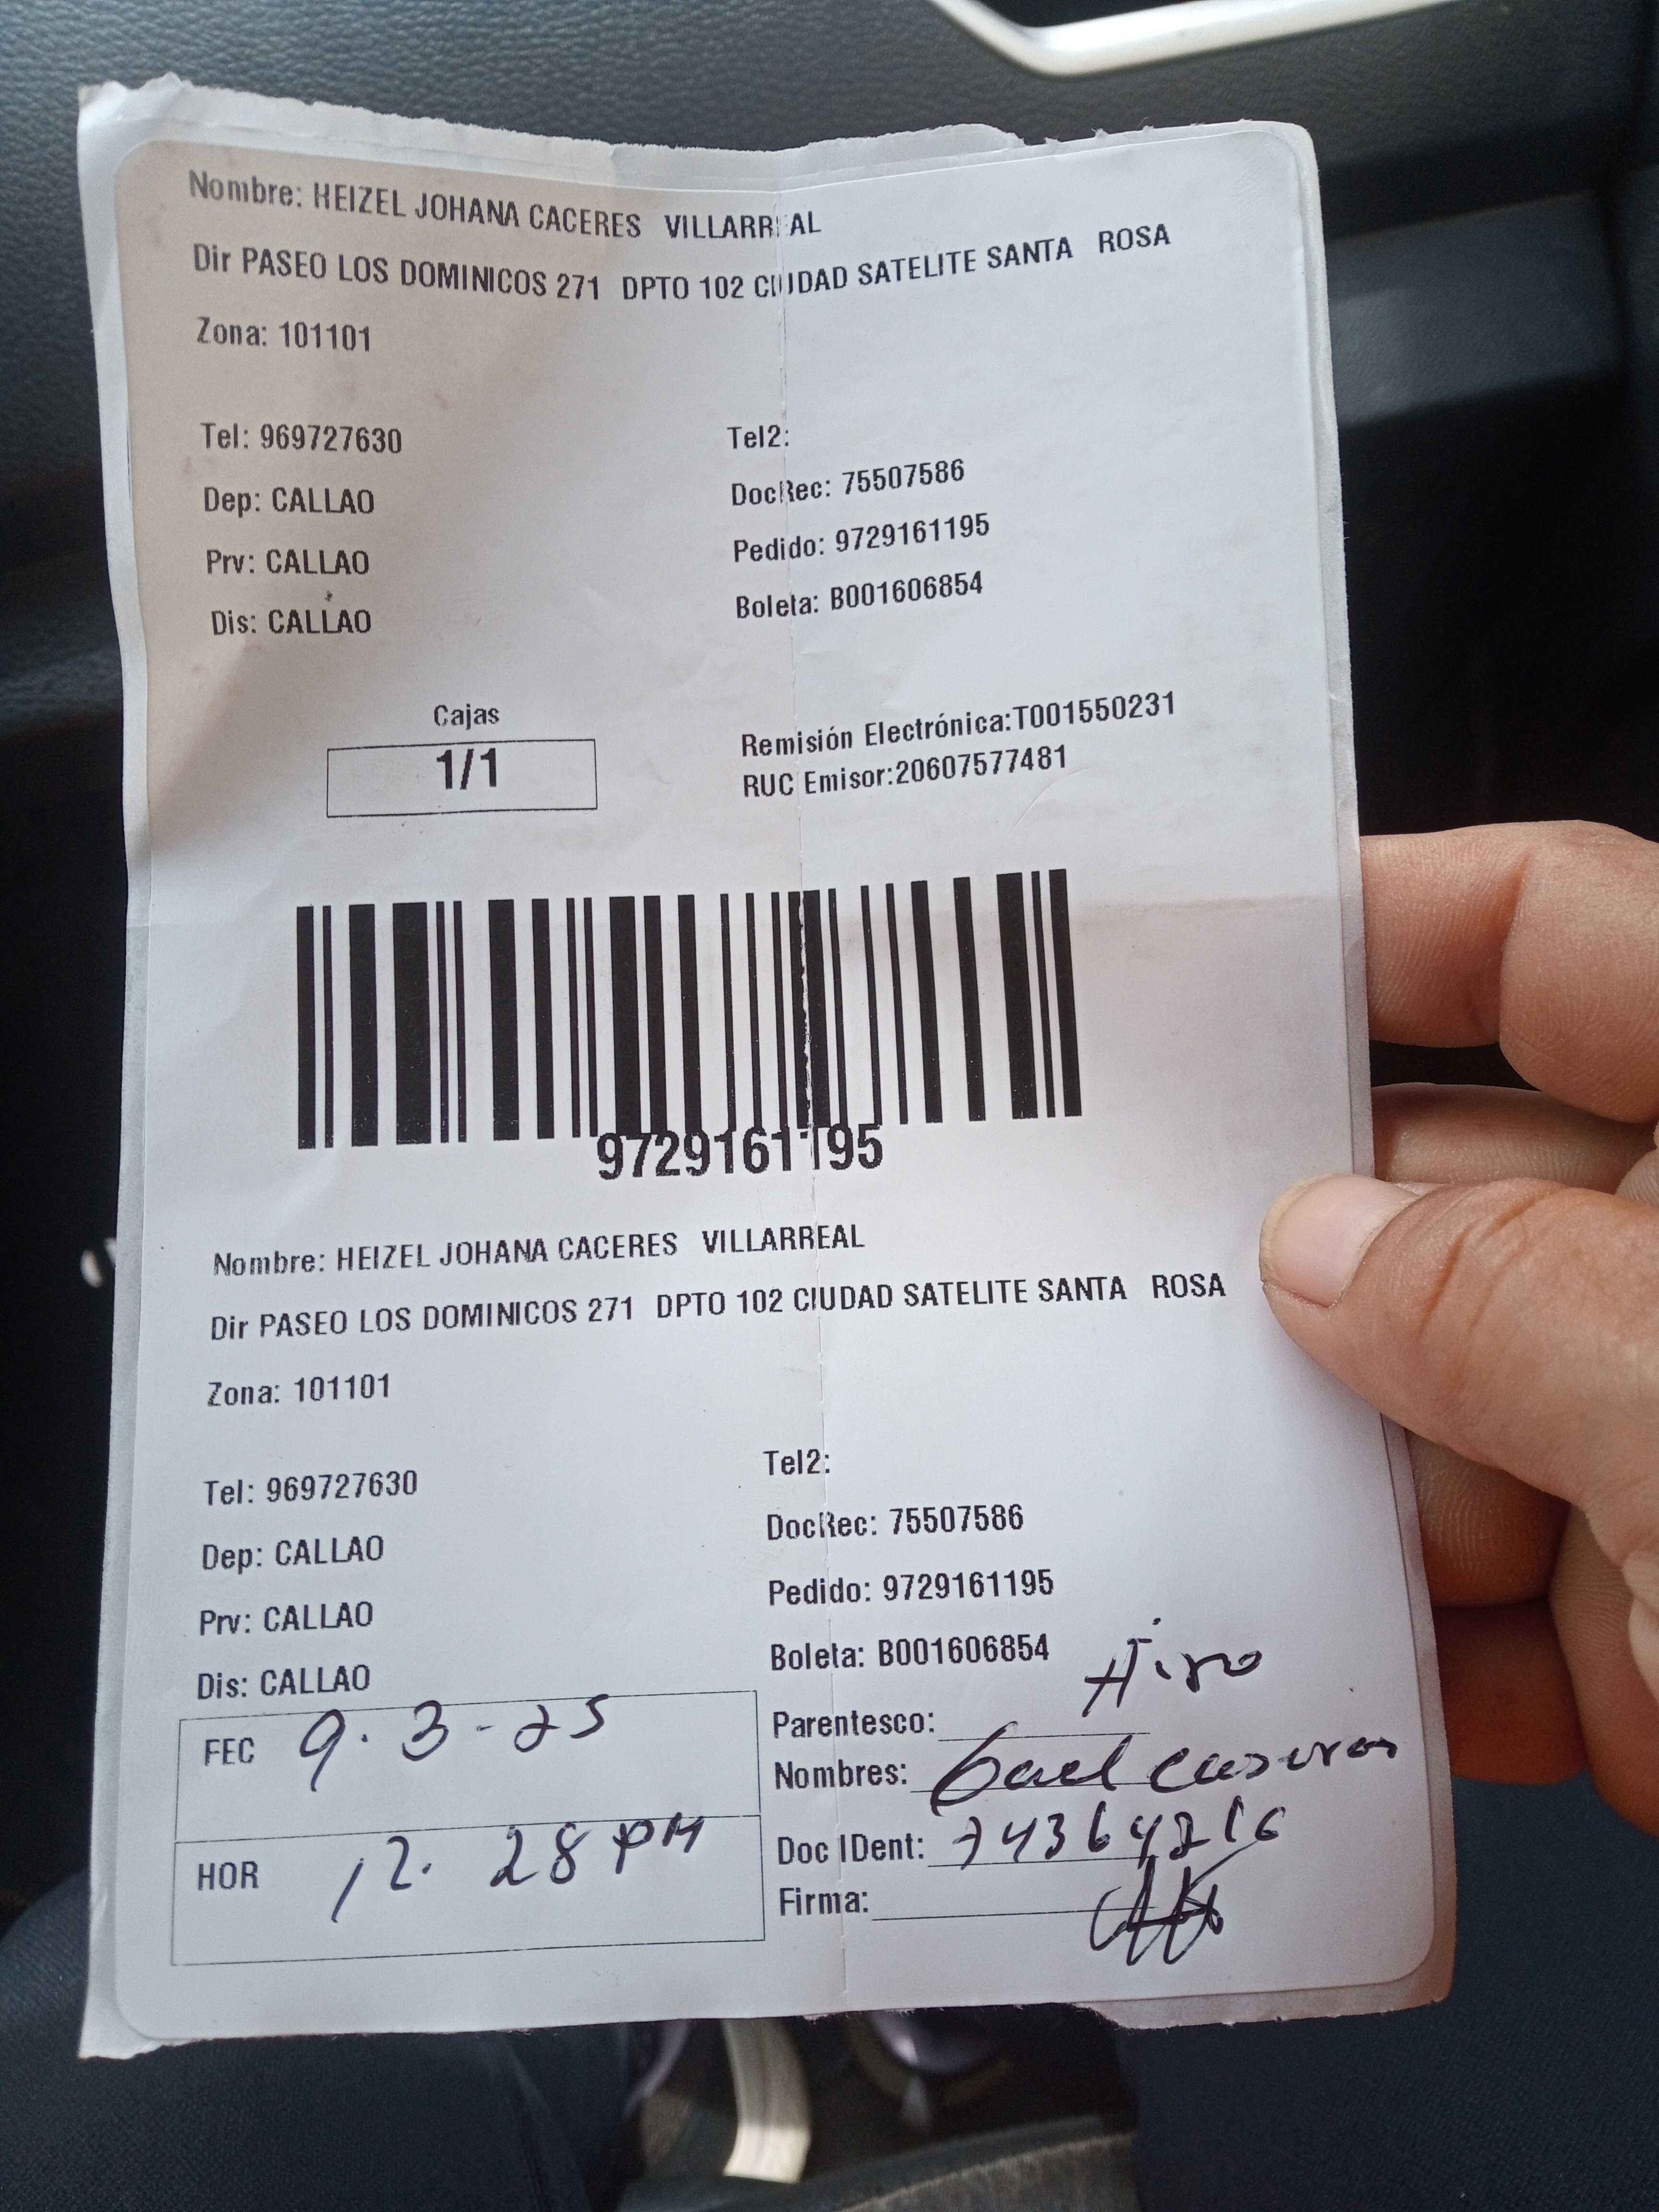 Nombre: HEIZEL JOHANA CACERES VILLARREAL
Dir PASEO LOS DOMINICOS 271 DPTO 102 CIUDAD SATELITE SANTA ROSA
Zona: 101101
Tel: 969727630 Tel2:
Dep: CALLAO DocRec: 75507586
Prv: CALLAO Pedido: 9729161195
Dis: CALLAO Boleta: B001606854
Cajas
1/1
Remisión Electrónica:T001550231
RUC Emisor:20607577481
9729161195
Nombre: HEIZEL JOHANA CACERES VILLARREAL
Dir PASEO LOS DOMINICOS 271 DPTO 102 CIUDAD SATELITE SANTA ROSA
Zona: 101101
Tel: 969727630 Tel2:
Dep: CALLAO DocRec: 75507586
Prv: CALLAO Pedido: 9729161195
Dis: CALLAO Boleta: B001606854
FEC 9.3-25
HOR 12.28 PM
Parentesco:
Nombres: Gael
Doc IDent:
Firma: